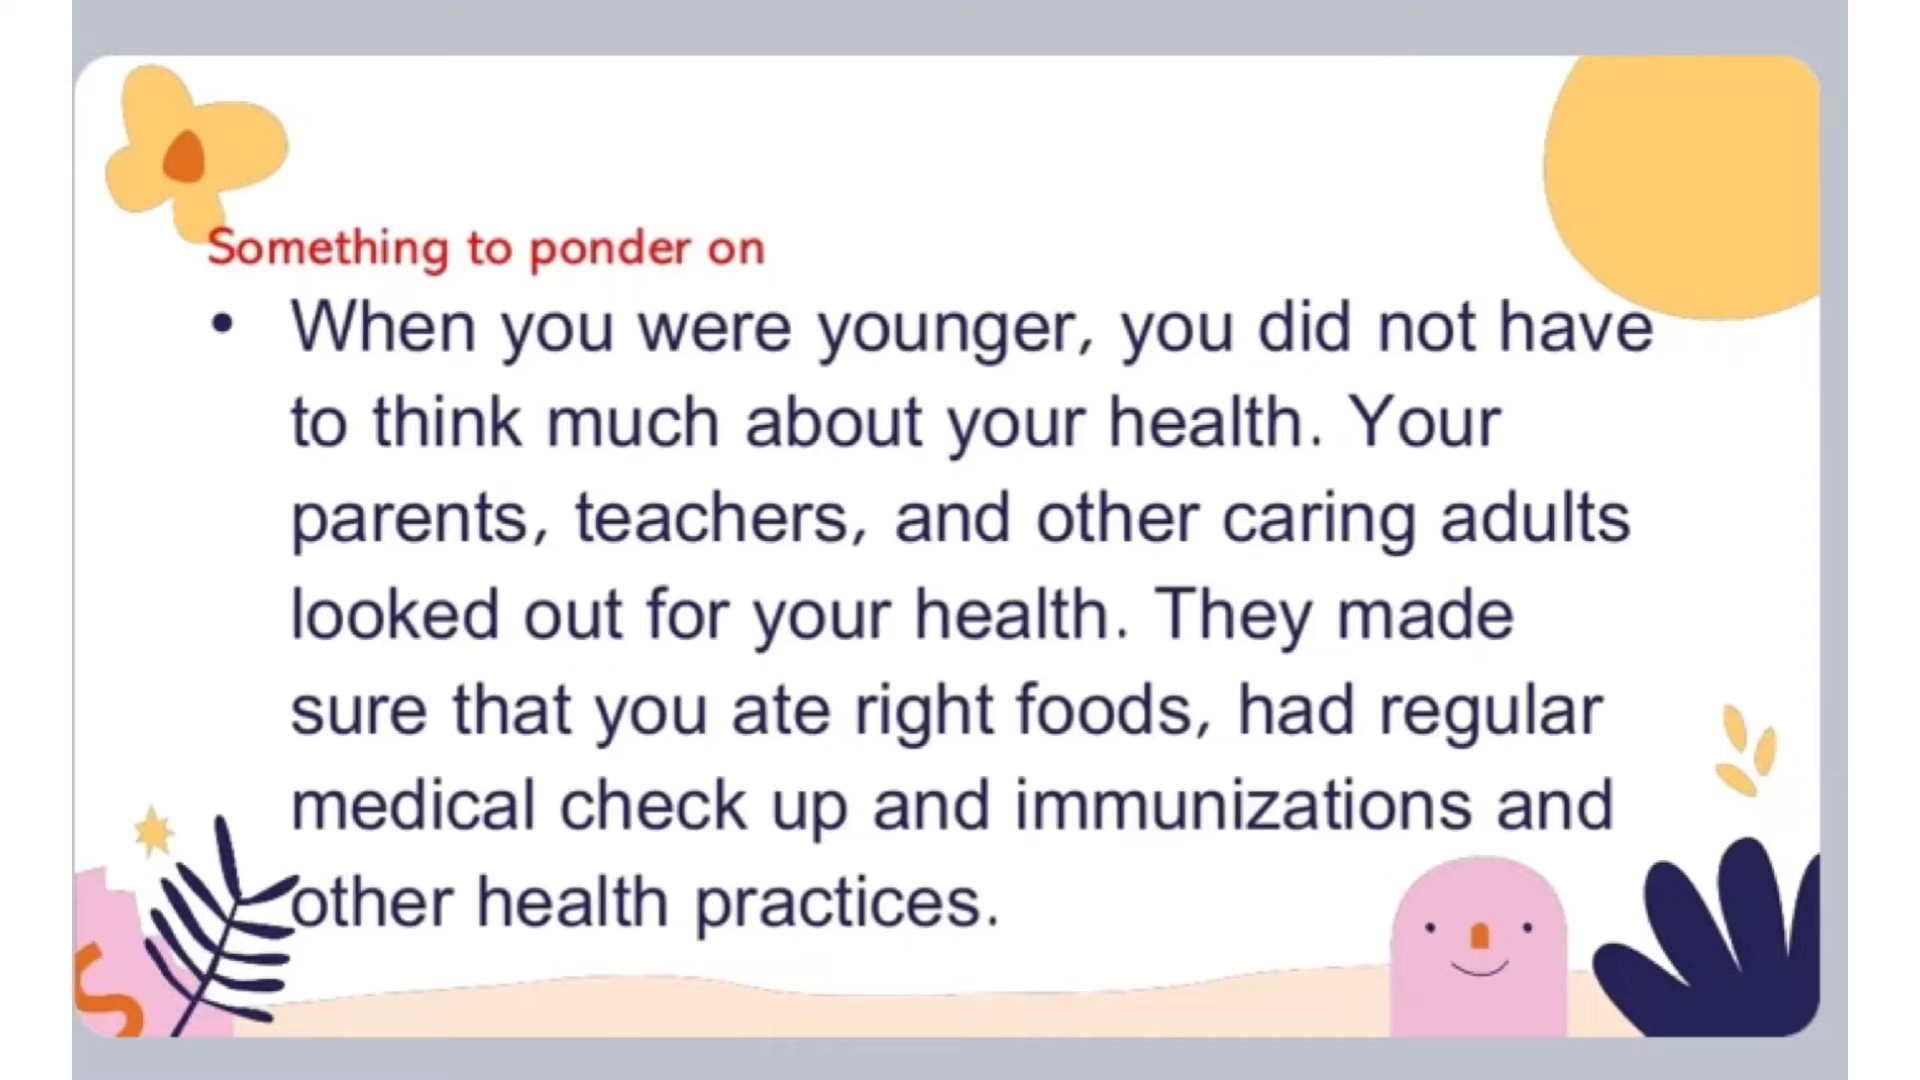 Something to ponder on
• When you were younger, you did not have
to think much about your health. Your
parents, teachers, and other caring adults
looked out for your health. They made
sure that you ate right foods, had regular
medical check up and immunizations and
other health practices.